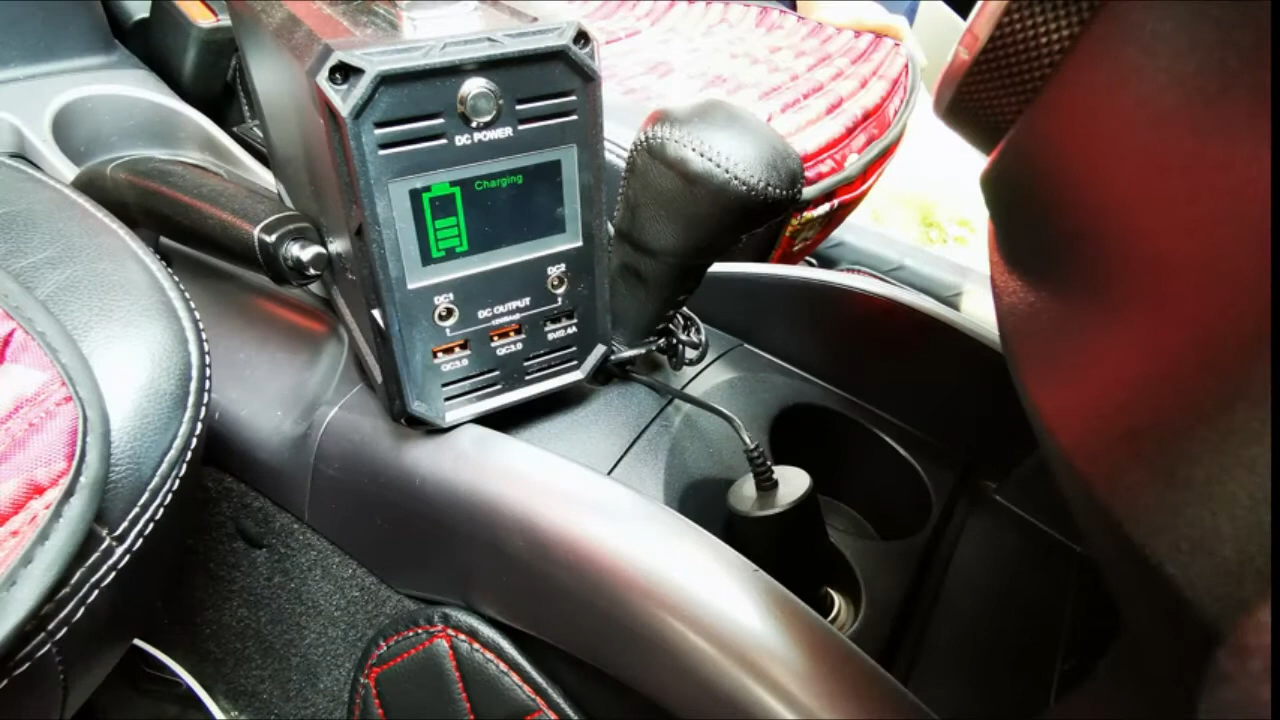 DC POWER
Charging
DC1
DC2
DC OUTPUT
QC3.0
QC3.0
5V/2.4A